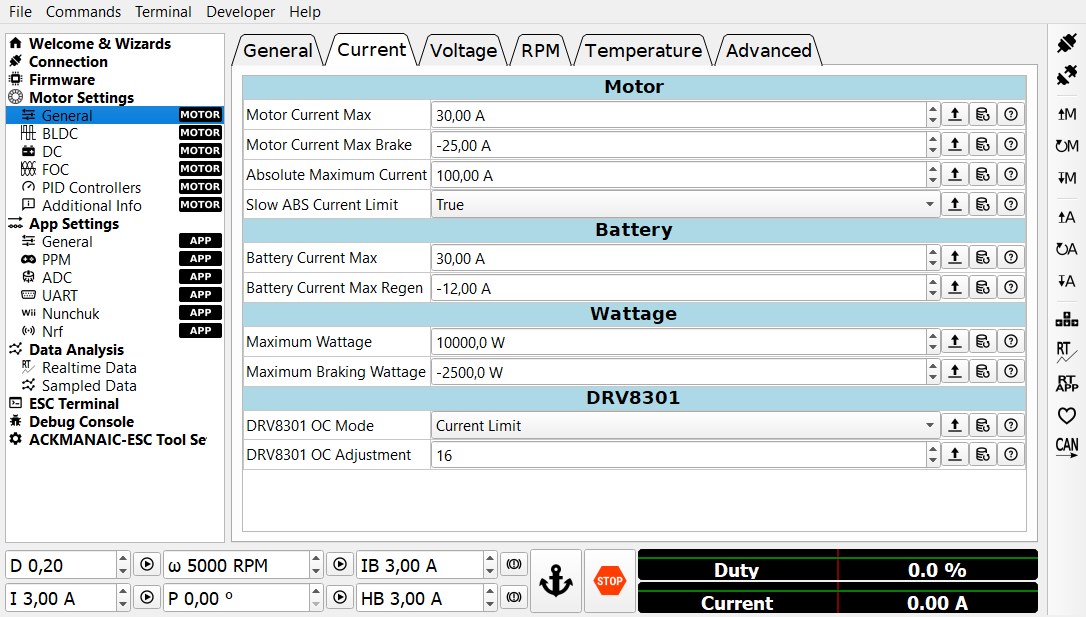 File Commands Terminal Developer Help
Welcome & Wizards
Connection
Firmware
Motor Settings
General MOTOR
BLDC MOTOR
DC MOTOR
FOC MOTOR
PID Controllers MOTOR
Additional Info MOTOR
App Settings
General APP
PPM APP
ADC APP
UART APP
Wii Nunchuk APP
Nrf APP
Data Analysis
RT Realtime Data
Sampled Data
ESC Terminal
Debug Console
ACKMANAIC-ESC Tool Se
General Current Voltage RPM Temperature Advanced
Motor
Motor Current Max 30,00 A
Motor Current Max Brake -25,00 A
Absolute Maximum Current 100,00 A
Slow ABS Current Limit True
Battery
Battery Current Max 30,00 A
Battery Current Max Regen -12,00 A
Wattage
Maximum Wattage 10000,0 W
Maximum Braking Wattage -2500,0 W
DRV8301
DRV8301 OC Mode Current Limit
DRV8301 OC Adjustment 16
M
M
M
A
A
A
RT
RT
APP
CAN
D 0,20 ω 5000 RPM IB 3,00 A
I 3,00 A P 0,00 º HB 3,00 A
STOP
Duty 0.0 %
Current 0.00 A